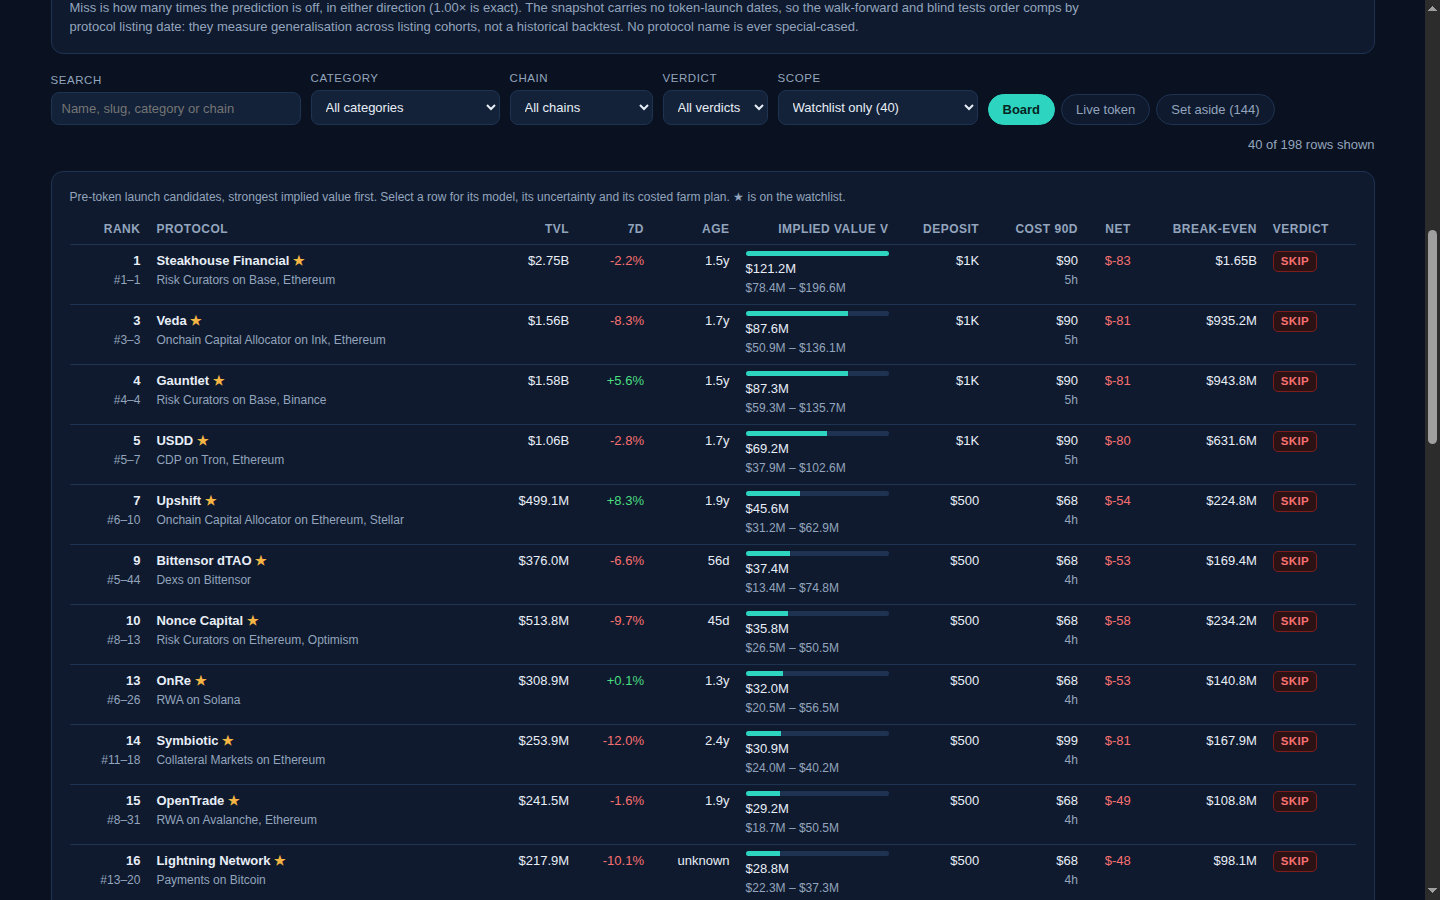 Miss is how many times the prediction is off, in either direction (1.00× is exact). The snapshot carries no token-launch dates, so the walk-forward and blind tests order comps by
protocol listing date: they measure generalisation across listing cohorts, not a historical backtest. No protocol name is ever special-cased.
SEARCH CATEGORY CHAIN VERDICT SCOPE
Name, slug, category or chain All categories All chains All verdicts Watchlist only (40) Board Live token Set aside (144)
40 of 198 rows shown
Pre-token launch candidates, strongest implied value first. Select a row for its model, its uncertainty and its costed farm plan. ★ is on the watchlist.
RANK PROTOCOL TVL 7D AGE IMPLIED VALUE V DEPOSIT COST 90D NET BREAK-EVEN VERDICT
1 Steakhouse Financial ★ $2.75B -2.2% 1.5y $121.2M $1K $90 $-83 $1.65B SKIP
#1–1 Risk Curators on Base, Ethereum $78.4M – $196.6M 5h
3 Veda ★ $1.56B -8.3% 1.7y $87.6M $1K $90 $-81 $935.2M SKIP
#3–3 Onchain Capital Allocator on Ink, Ethereum $50.9M – $136.1M 5h
4 Gauntlet ★ $1.58B +5.6% 1.5y $87.3M $1K $90 $-81 $943.8M SKIP
#4–4 Risk Curators on Base, Binance $59.3M – $135.7M 5h
5 USDD ★ $1.06B -2.8% 1.7y $69.2M $1K $90 $-80 $631.6M SKIP
#5–7 CDP on Tron, Ethereum $37.9M – $102.6M 5h
7 Upshift ★ $499.1M +8.3% 1.9y $45.6M $500 $68 $-54 $224.8M SKIP
#6–10 Onchain Capital Allocator on Ethereum, Stellar $31.2M – $62.9M 4h
9 Bittensor dTAO ★ $376.0M -6.6% 56d $37.4M $500 $68 $-53 $169.4M SKIP
#5–44 Dexs on Bittensor $13.4M – $74.8M 4h
10 Nonce Capital ★ $513.8M -9.7% 45d $35.8M $500 $68 $-58 $234.2M SKIP
#8–13 Risk Curators on Ethereum, Optimism $26.5M – $50.5M 4h
13 OnRe ★ $308.9M +0.1% 1.3y $32.0M $500 $68 $-53 $140.8M SKIP
#6–26 RWA on Solana $20.5M – $56.5M 4h
14 Symbiotic ★ $253.9M -12.0% 2.4y $30.9M $500 $99 $-81 $167.9M SKIP
#11–18 Collateral Markets on Ethereum $24.0M – $40.2M 4h
15 OpenTrade ★ $241.5M -1.6% 1.9y $29.2M $500 $68 $-49 $108.8M SKIP
#8–31 RWA on Avalanche, Ethereum $18.7M – $50.5M 4h
16 Lightning Network ★ $217.9M -10.1% unknown $28.8M $500 $68 $-48 $98.1M SKIP
#13–20 Payments on Bitcoin $22.3M – $37.3M 4h